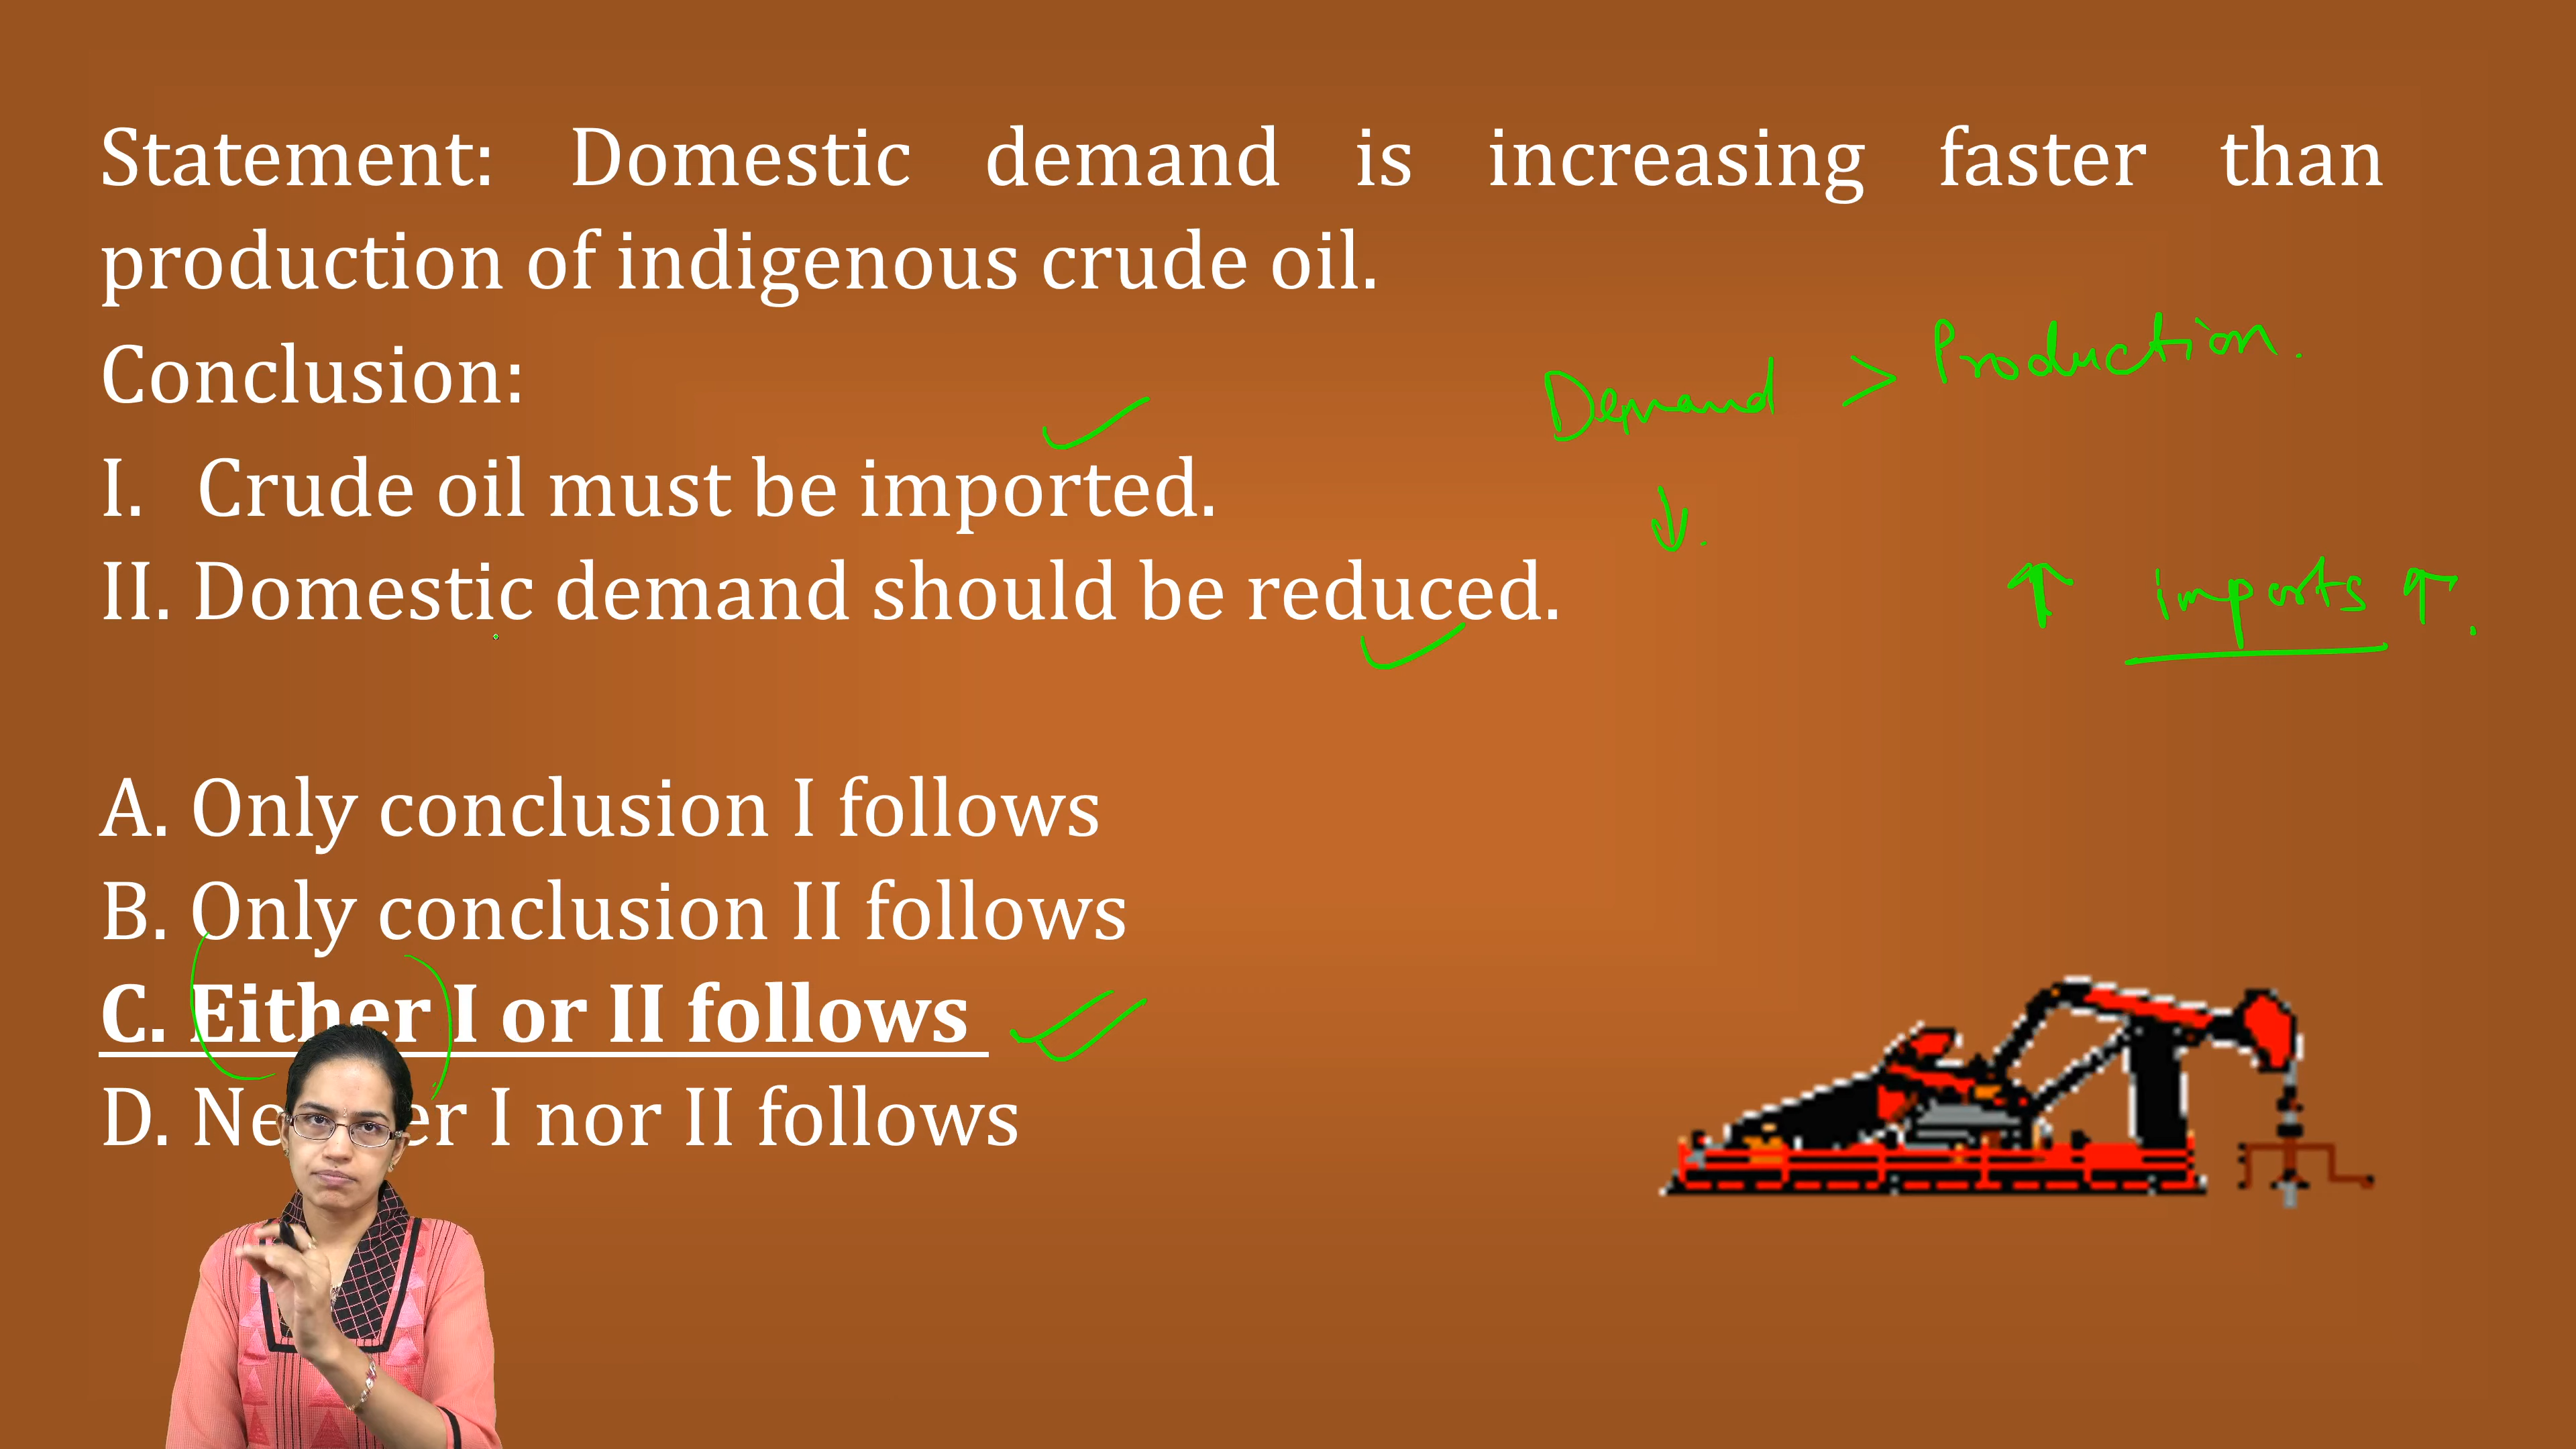 Statement: Domestic demand is increasing faster than
production of indigenous crude oil.
Conclusion:
Demand > Production.
I. Crude oil must be imported.
II. Domestic demand should be reduced.
↓.
↑ imports ↑.
A. Only conclusion I follows
B. Only conclusion II follows
C. Either I or II follows
D. I nor II follows